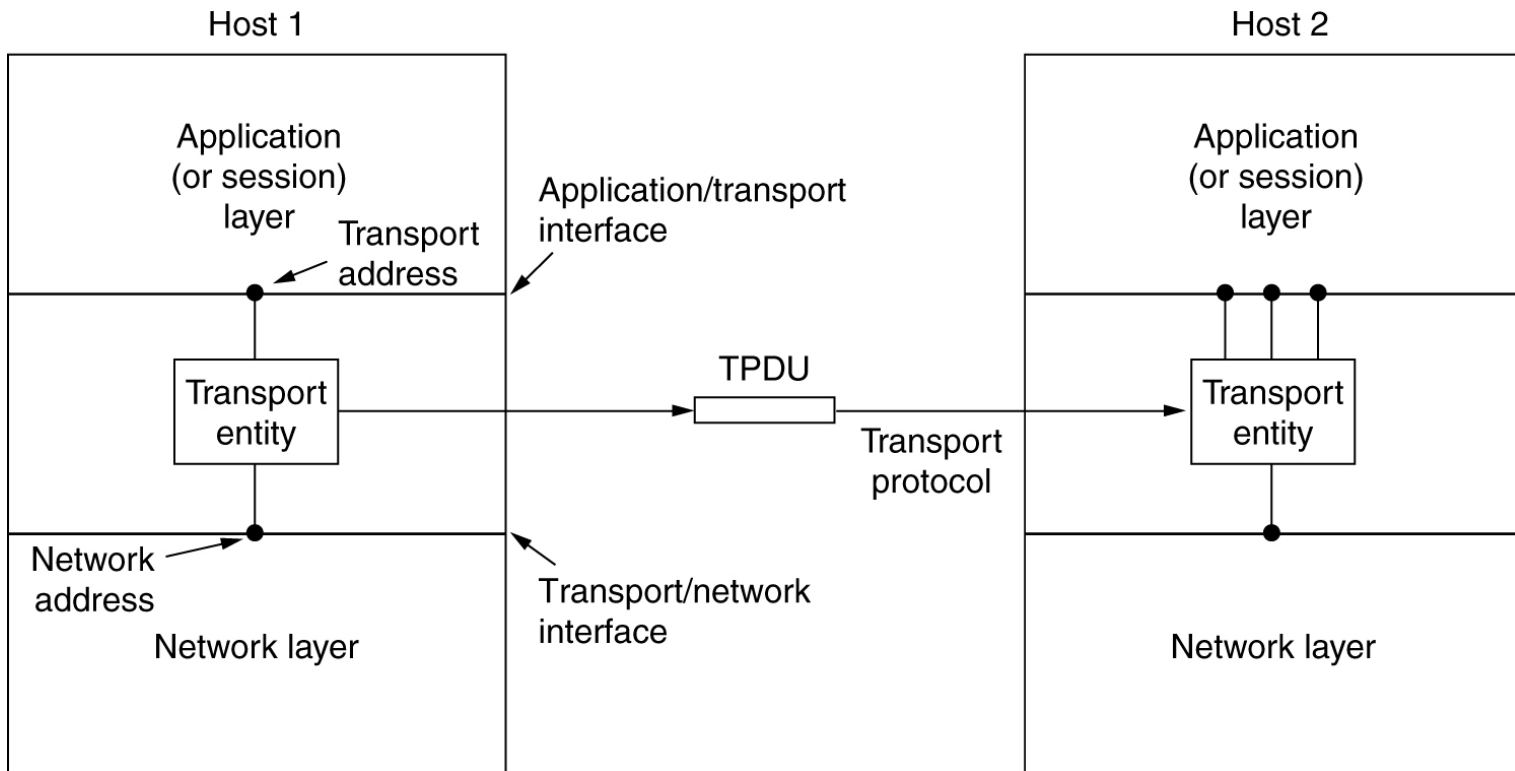 Host 1
Host 2
Application
(or session)
layer
Transport
address
Application/transport
interface
Application
(or session)
layer
Transport
entity
TPDU
Transport
protocol
Transport
entity
Network
address
Transport/network
interface
Network layer
Network layer